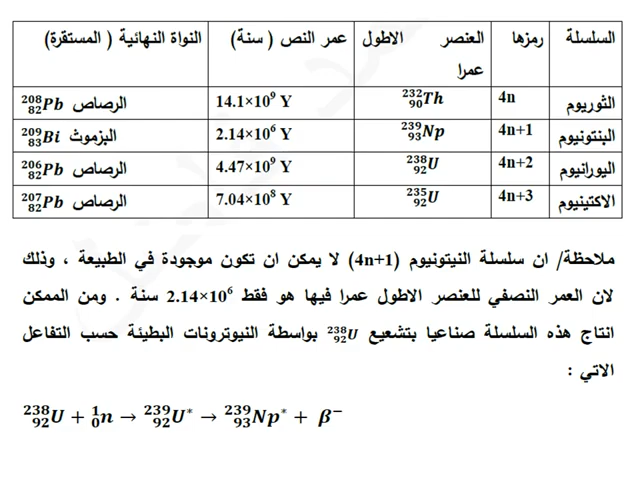 السلسلة رمزها العنصر الاطول عمرا عمر النص ( سنة) النواة النهائية ( المستقرة)
الثوريوم 4n ²³²₉₀Th 14.1×10⁹ Y الرصاص ²⁰⁸₈₂Pb
البنتونيوم 4n+1 ²³⁹₉₃Np 2.14×10⁶ Y البزموث ²⁰⁹₈₃Bi
اليورانيوم 4n+2 ²³⁸₉₂U 4.47×10⁹ Y الرصاص ²⁰⁶₈₂Pb
الاكتينيوم 4n+3 ²³⁵₉₂U 7.04×10⁸ Y الرصاص ²⁰⁷₈₂Pb
ملاحظة/ ان سلسلة النيتونيوم (4n+1) لا يمكن ان تكون موجودة في الطبيعة ، وذلك
لان العمر النصفي للعنصر الاطول عمرا فيها هو فقط 2.14×10⁶ سنة . ومن الممكن
انتاج هذه السلسلة صناعيا بتشعيع ²³⁸₉₂U بواسطة النيوترونات البطيئة حسب التفاعل
الاتي :
²³⁸₉₂U + ¹₀n → ²³⁹₉₂U* → ²³⁹₉₃Np* + β⁻